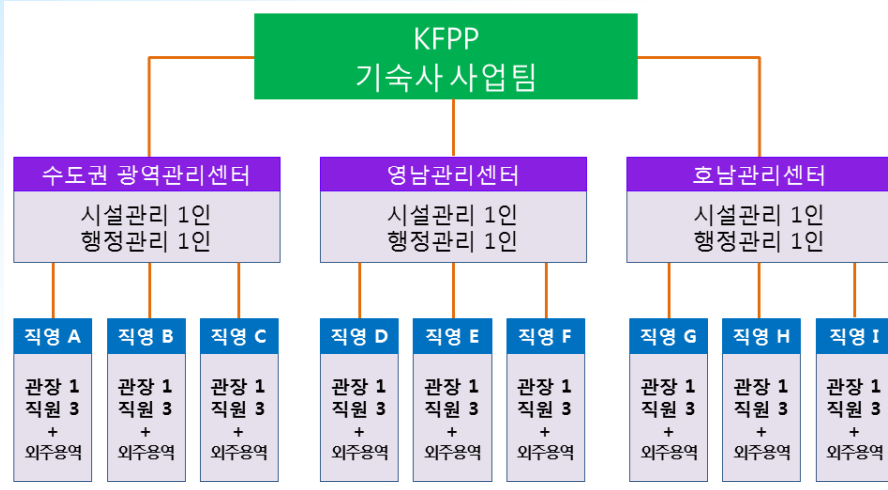 KFPP
기숙사 사업팀
수도권 광역관리센터
시설관리 1인
행정관리 1인
영남관리센터
시설관리 1인
행정관리 1인
호남관리센터
시설관리 1인
행정관리 1인
직영 A
관장 1
직원 3
+
외주용역
직영 B
관장 1
직원 3
+
외주용역
직영 C
관장 1
직원 3
+
외주용역
직영 D
관장 1
직원 3
+
외주용역
직영 E
관장 1
직원 3
+
외주용역
직영 F
관장 1
직원 3
+
외주용역
직영 G
관장 1
직원 3
+
외주용역
직영 H
관장 1
직원 3
+
외주용역
직영 I
관장 1
직원 3
+
외주용역